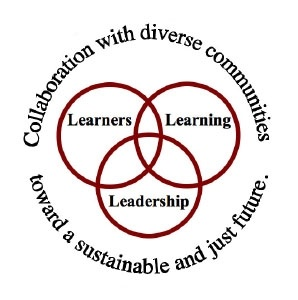 Collaboration with diverse communities
Learners
Learning
Leadership
toward a sustainable and just future.